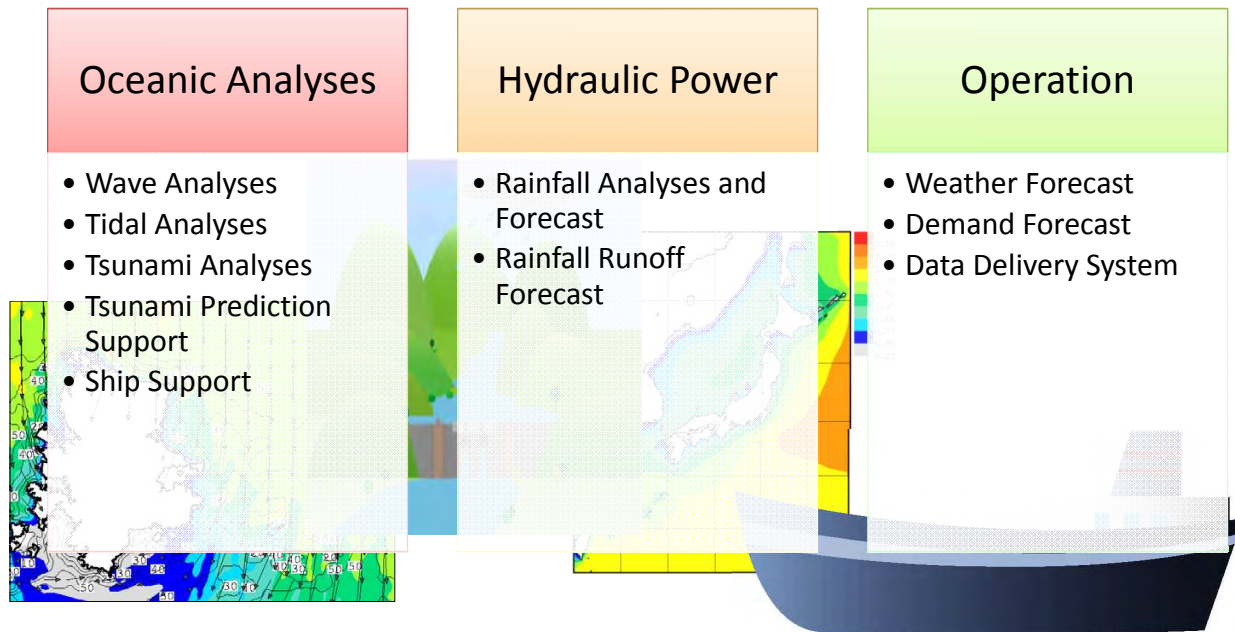 Oceanic Analyses
• Wave Analyses
• Tidal Analyses
• Tsunami Analyses
• Tsunami Prediction
Support
• Ship Support
Hydraulic Power
• Rainfall Analyses and
Forecast
• Rainfall Runoff
Forecast
Operation
• Weather Forecast
• Demand Forecast
• Data Delivery System